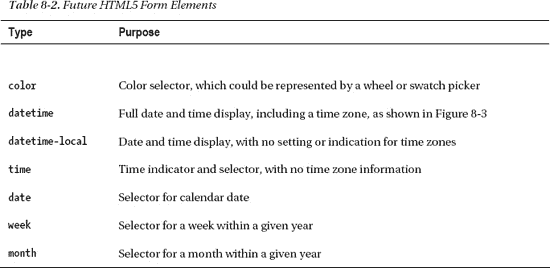 Table 8-2. Future HTML5 Form Elements
Type Purpose
color Color selector, which could be represented by a wheel or swatch picker
datetime Full date and time display, including a time zone, as shown in Figure 8-3
datetime-local Date and time display, with no setting or indication for time zones
time Time indicator and selector, with no time zone information
date Selector for calendar date
week Selector for a week within a given year
month Selector for a month within a given year